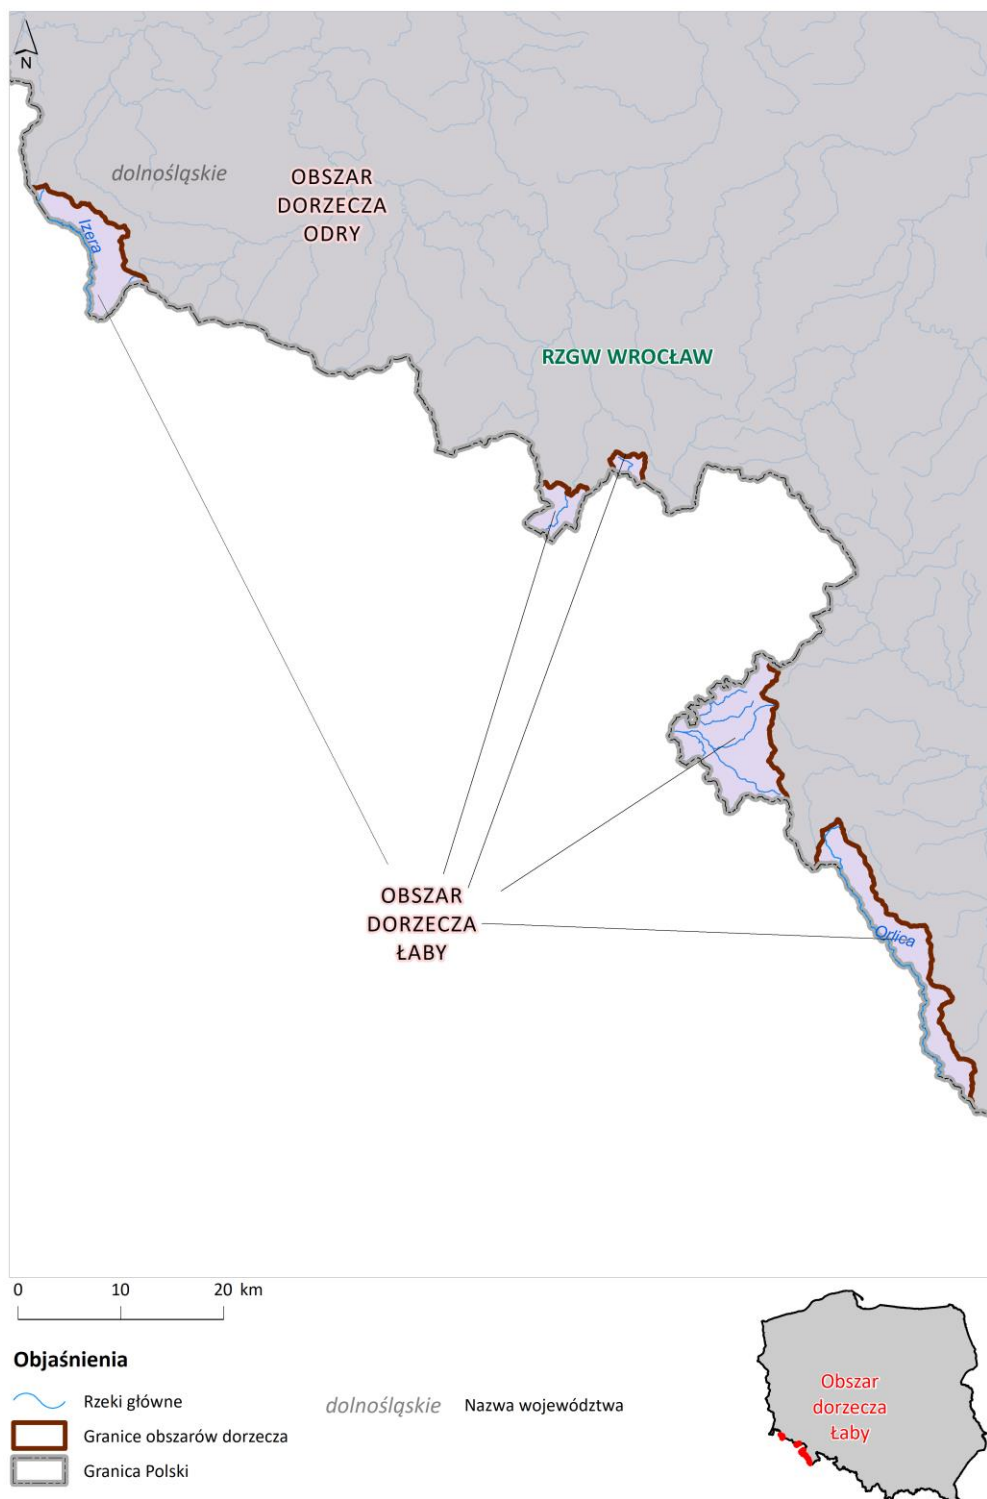 N
dolnośląskie
OBSZAR
DORZECZA
ODRY
Izera
RZGW WROCŁAW
OBSZAR
DORZECZA
ŁABY
Orlica
0 10 20 km
Objaśnienia
Rzeki główne
dolnośląskie Nazwa województwa
Granice obszarów dorzecza
Granica Polski
Obszar
dorzecza
Łaby